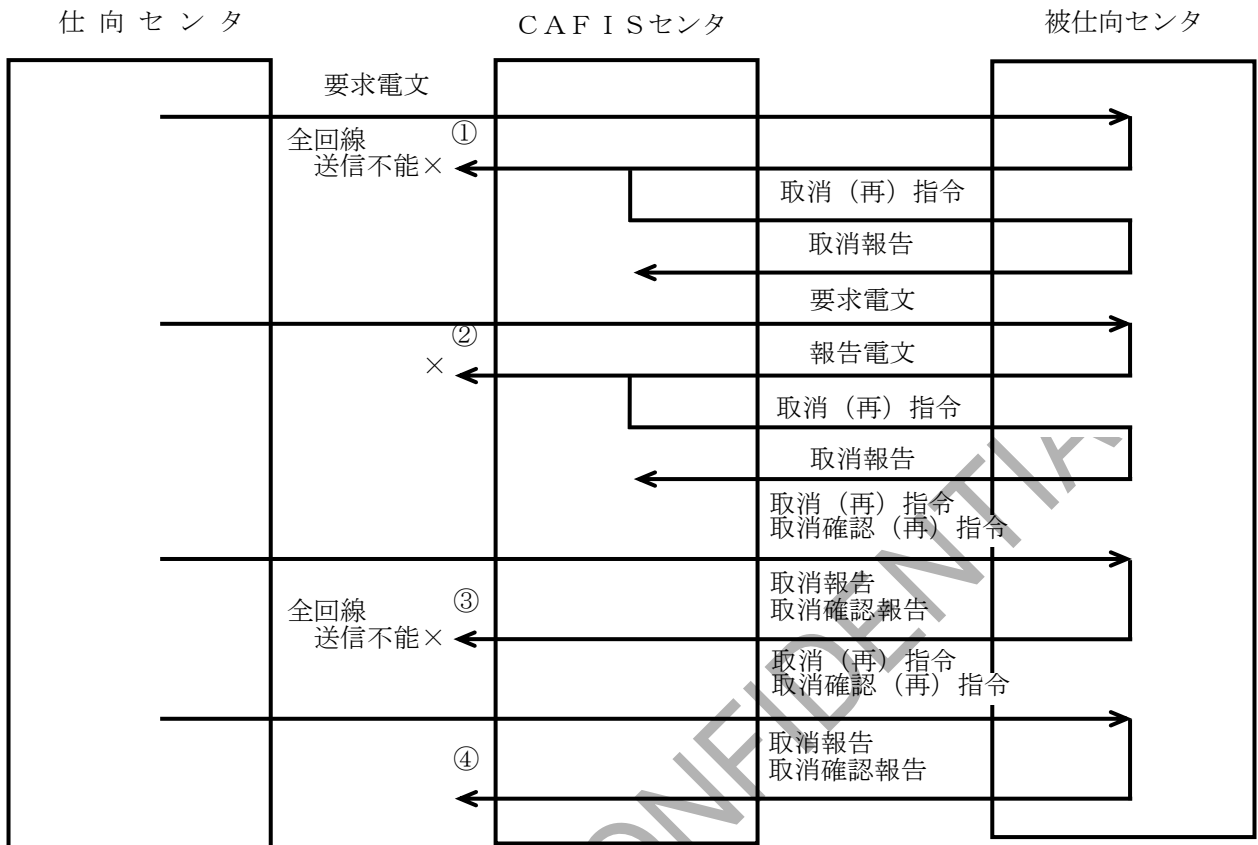 仕 向 セ ン タ
ＣＡＦＩＳセンタ
被仕向センタ
要求電文
全回線
送信不能×
①
取消（再）指令
取消報告
要求電文
②
×
報告電文
取消（再）指令
取消報告
取消（再）指令
取消確認（再）指令
全回線
送信不能×
③
取消報告
取消確認報告
取消（再）指令
取消確認（再）指令
④
取消報告
取消確認報告
ONFIDENTIA